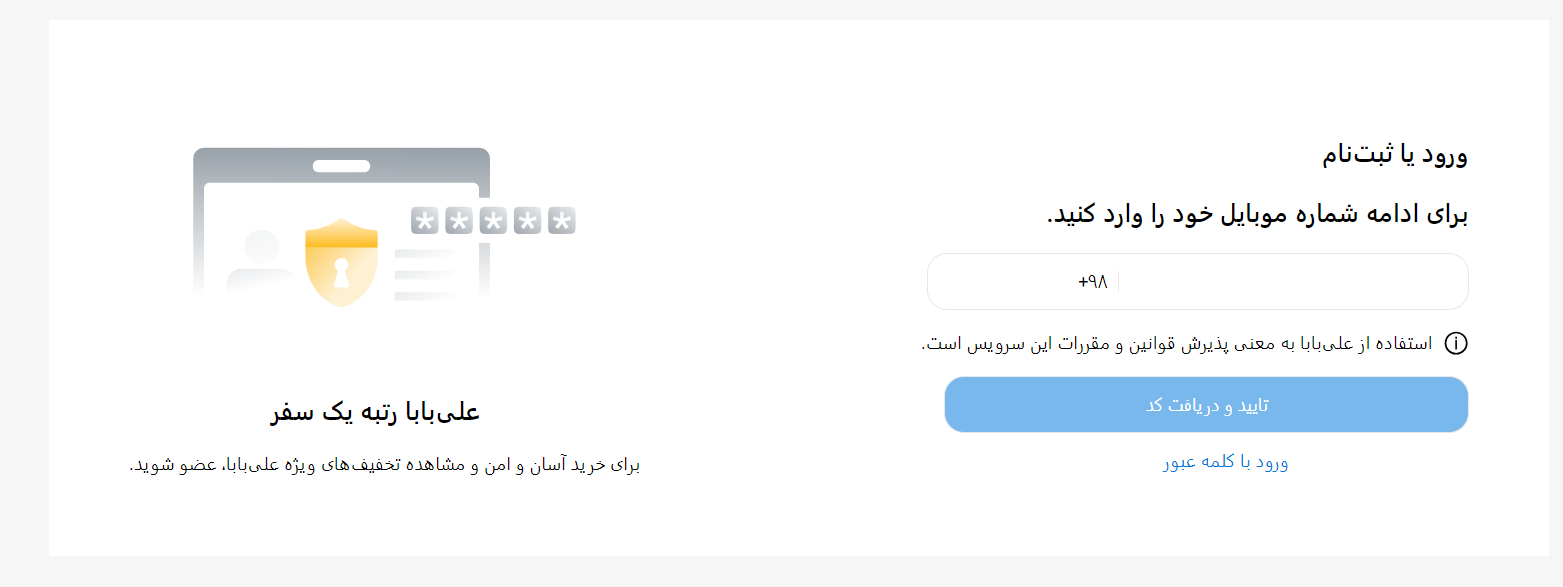 ورود یا ثبت‌نام
برای ادامه شماره موبایل خود را وارد کنید.
+۹۸
استفاده از علی‌بابا به معنی پذیرش قوانین و مقررات این سرویس است.
تایید و دریافت کد
ورود با کلمه عبور
*****
علی‌بابا رتبه یک سفر
برای خرید آسان و امن و مشاهده تخفیف‌های ویژه علی‌بابا، عضو شوید.